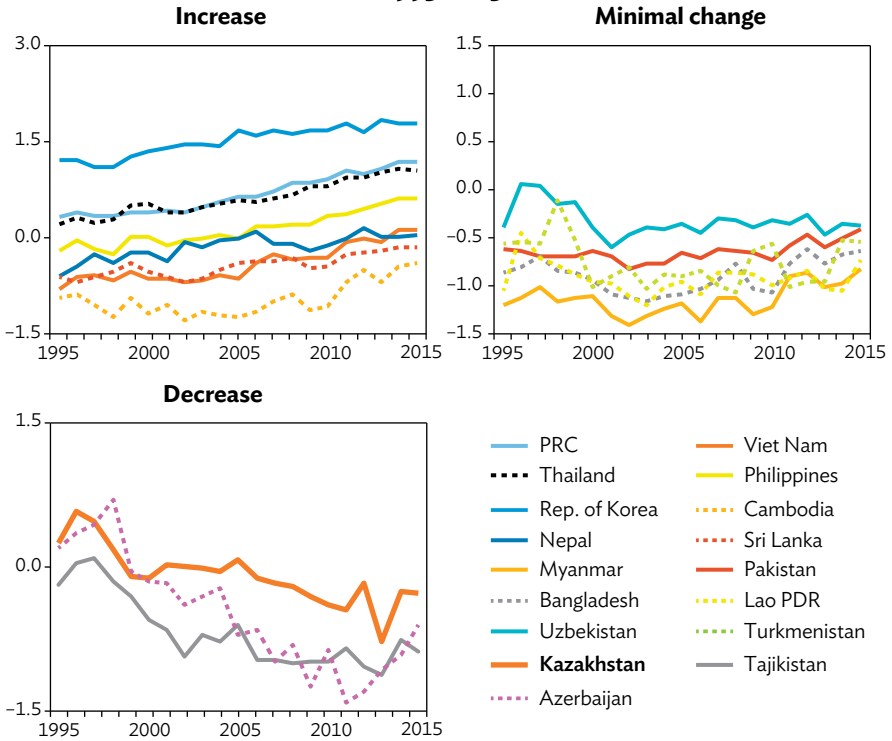 Increase
3.0
1.5
0.0
−1.5
1995 2000 2005 2010 2015
Minimal change
1.5
1.0
0.5
0.0
−0.5
−1.0
−1.5
1995 2000 2005 2010 2015
Decrease
1.5
0.0
−1.5
1995 2000 2005 2010 2015
PRC Viet Nam
Thailand Philippines
Rep. of Korea Cambodia
Nepal Sri Lanka
Myanmar Pakistan
Bangladesh Lao PDR
Uzbekistan Turkmenistan
Kazakhstan Tajikistan
Azerbaijan